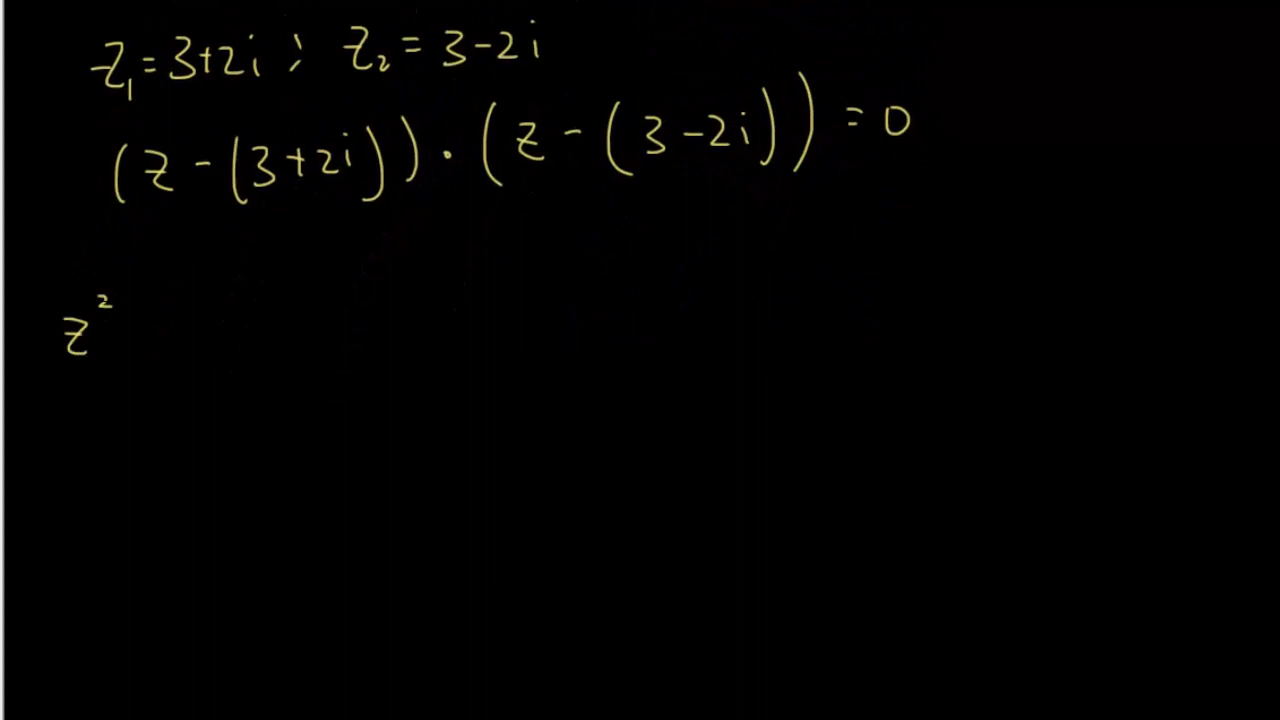 z₁=3+2i ; z₂=3-2i
(z-(3+2i))·(z-(3-2i))=0
z²